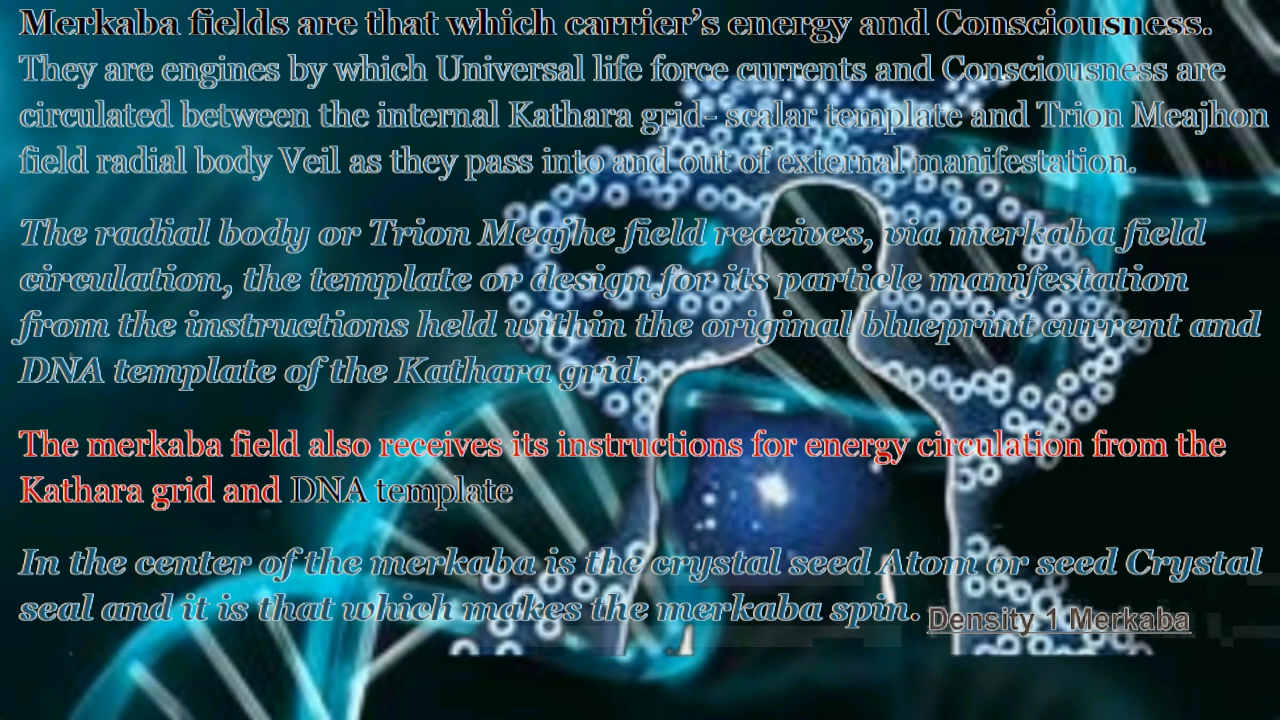 Merkaba fields are that which carrier's energy and Consciousness.
They are engines by which Universal life force currents and Consciousness are
circulated between the internal Kathara grid- scalar template and Trion Meajhon
field radial body Veil as they pass into and out of external manifestation.
The radial body or Trion Meajhe field receives, via merkaba field
circulation, the template or design for its particle manifestation
from the instructions held within the original blueprint current and
DNA template of the Kathara grid.
The merkaba field also receives its instructions for energy circulation from the
Kathara grid and DNA template
In the center of the merkaba is the crystal seed Atom or seed Crystal
seal and it is that which makes the merkaba spin.
Density 1 Merkaba